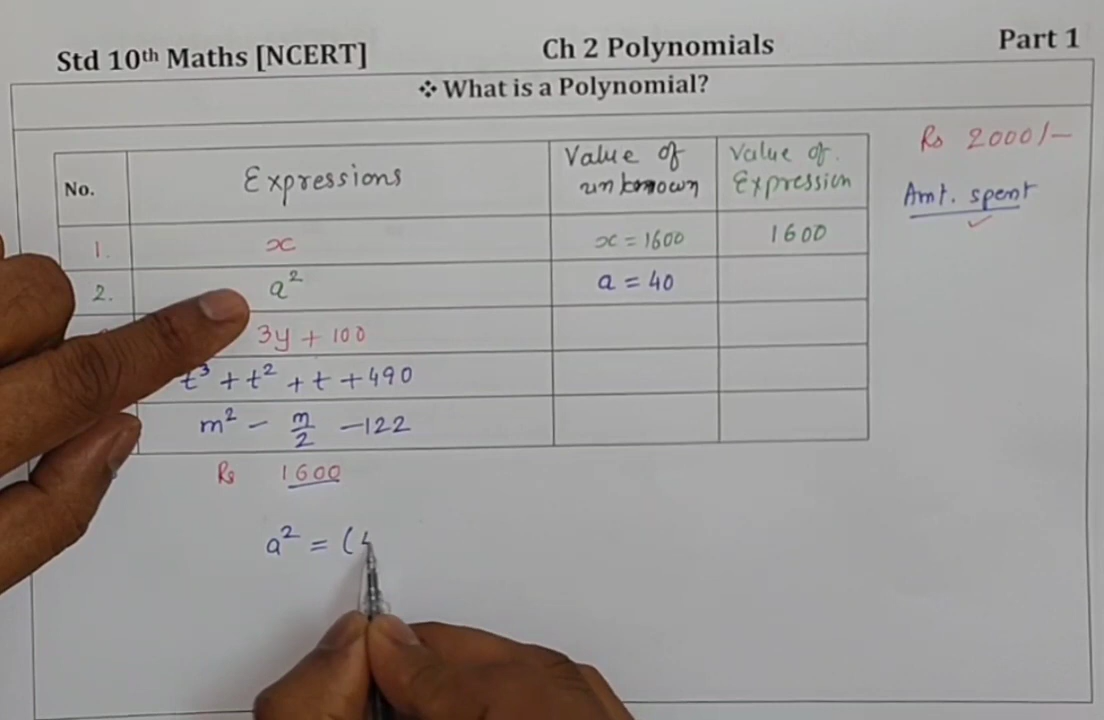 Std 10th Maths [NCERT] Ch 2 Polynomials Part 1
❖ What is a Polynomial?
Rs 2000/-
Amt. spent
No. Expressions Value of unknown Value of Expression
1. x x = 1600 1600
2. a² a = 40
3y + 100
t³ + t² + t + 490
m² - m/2 - 122
Rs 1600
a² = (4